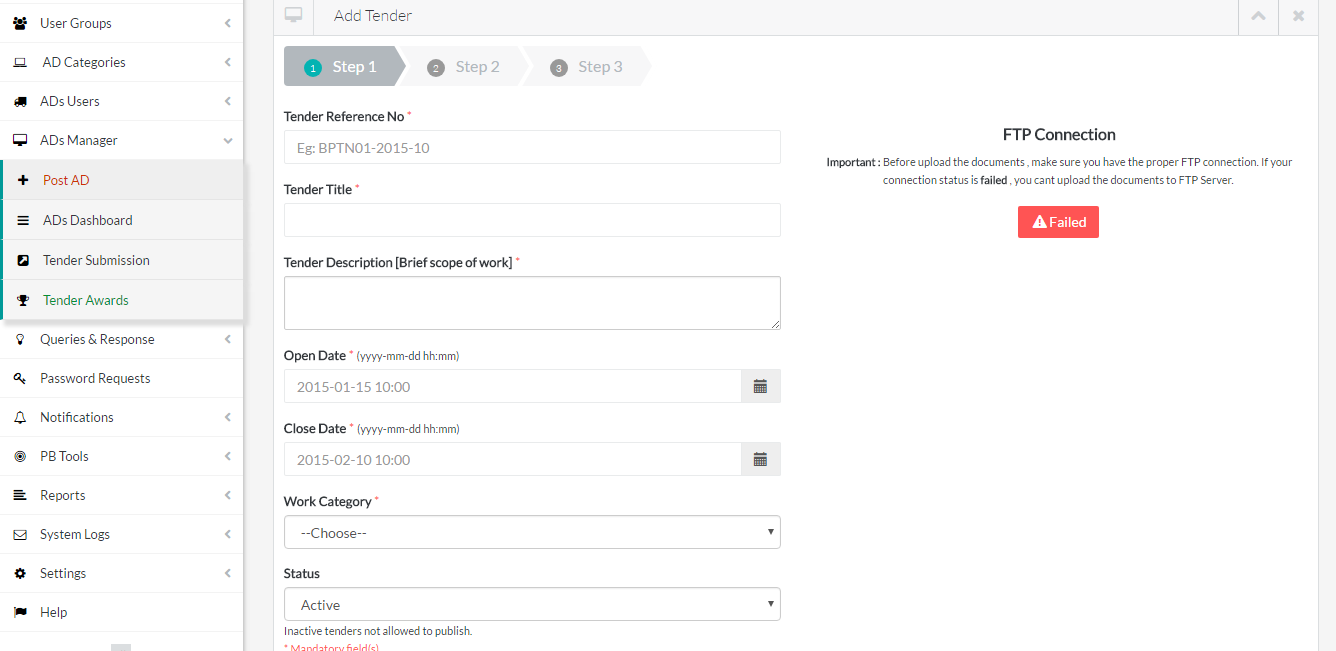 User Groups
AD Categories
ADs Users
ADs Manager
Post AD
ADs Dashboard
Tender Submission
Tender Awards
Queries & Response
Password Requests
Notifications
PB Tools
Reports
System Logs
Settings
Help
Add Tender
1 Step 1
2 Step 2
3 Step 3
Tender Reference No *
Eg: BPTN01-2015-10
Tender Title *
Tender Description [Brief scope of work] *
Open Date * (yyyy-mm-dd hh:mm)
2015-01-15 10:00
Close Date * (yyyy-mm-dd hh:mm)
2015-02-10 10:00
Work Category *
--Choose--
Status
Active
Inactive tenders not allowed to publish.
* Mandatory field(s)
FTP Connection
Important : Before upload the documents , make sure you have the proper FTP connection. If your
connection status is failed , you cant upload the documents to FTP Server.
Failed